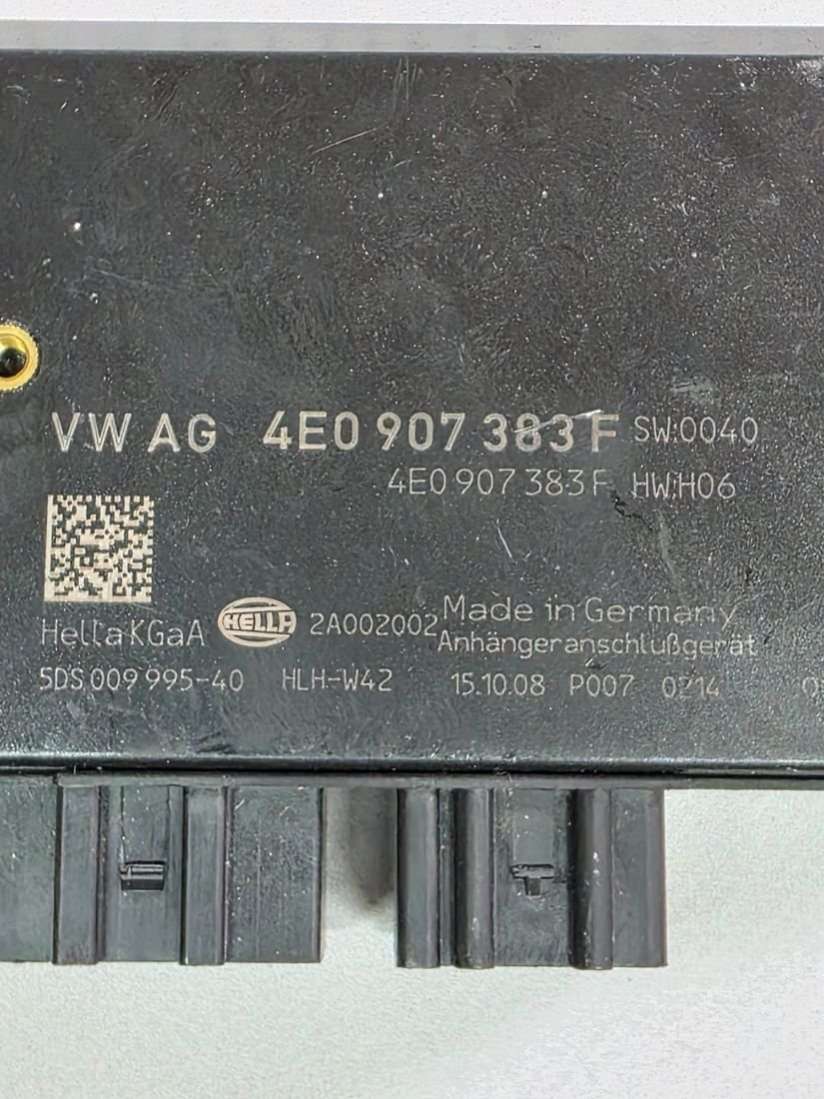 VW AG 4E0 907 383 F SW:0040
4E0 907 383 F HW:H06
Hella KGaA HELLA 2A002002 Made in Germany
Anhängeranschlußgerät
5DS 009 995-40 HLH-W42 15.10.08 P007 0214